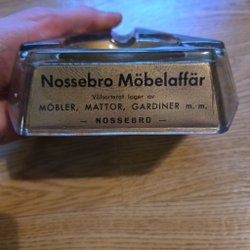 Nossebro Möbelaffär
Välsorterat lager av
MÖBLER, MATTOR, GARDINER m. m.
— NOSSEBRO —